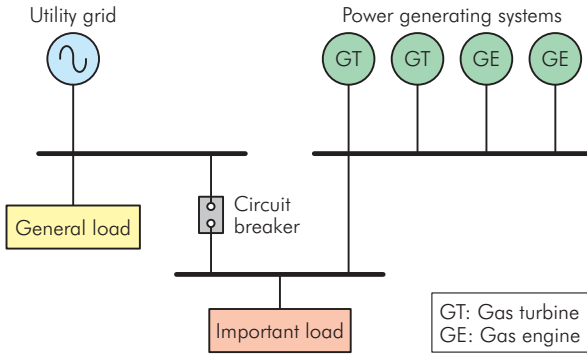 Utility grid
Power generating systems
GT
GT
GE
GE
General load
Circuit
breaker
Important load
GT: Gas turbine
GE: Gas engine